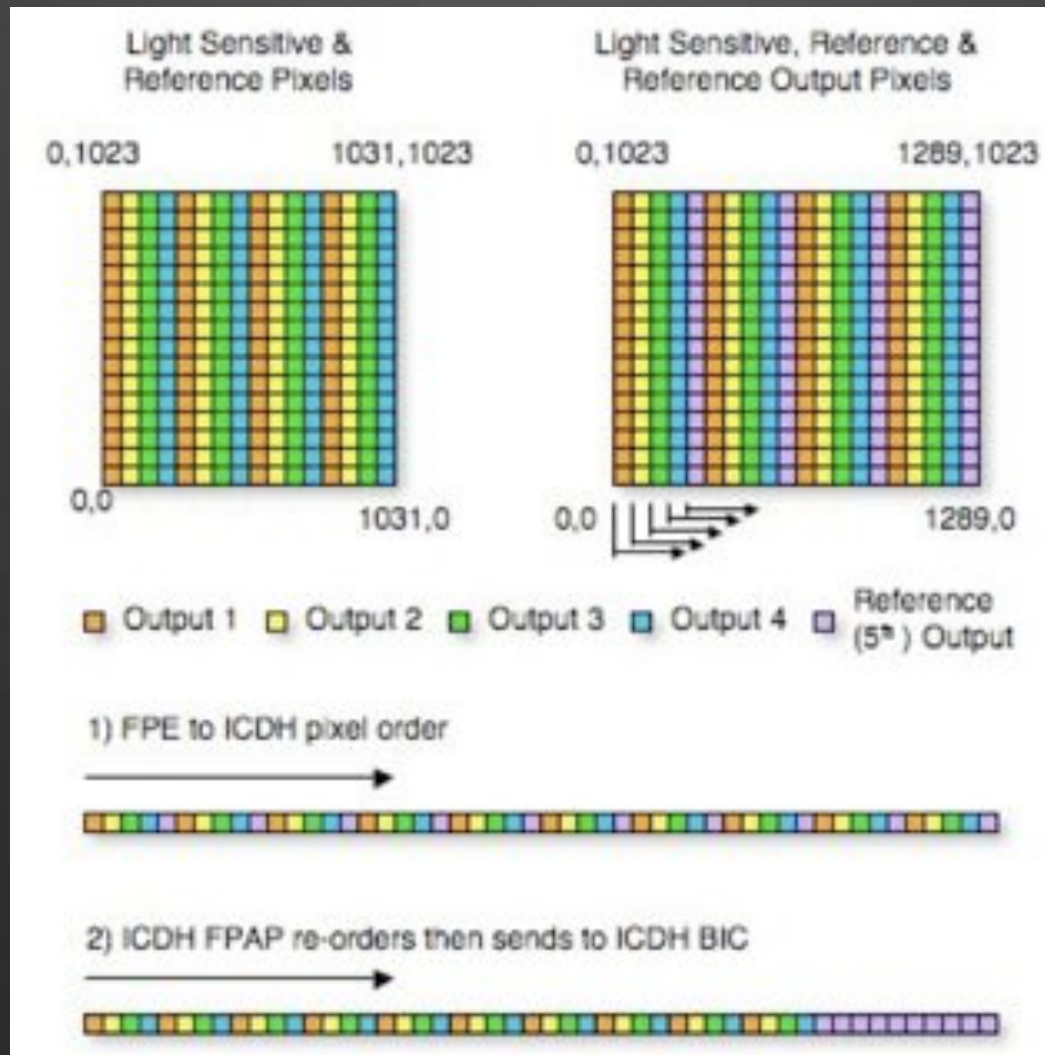 Light Sensitive &
Reference Pixels
Light Sensitive, Reference &
Reference Output Pixels
0,1023
1031,1023
0,1023
1289,1023
0,0
1031,0
0,0
1289,0
Output 1
Output 2
Output 3
Output 4
Reference
(5th) Output
1) FPE to ICDH pixel order
2) ICDH FPAP re-orders then sends to ICDH BIC